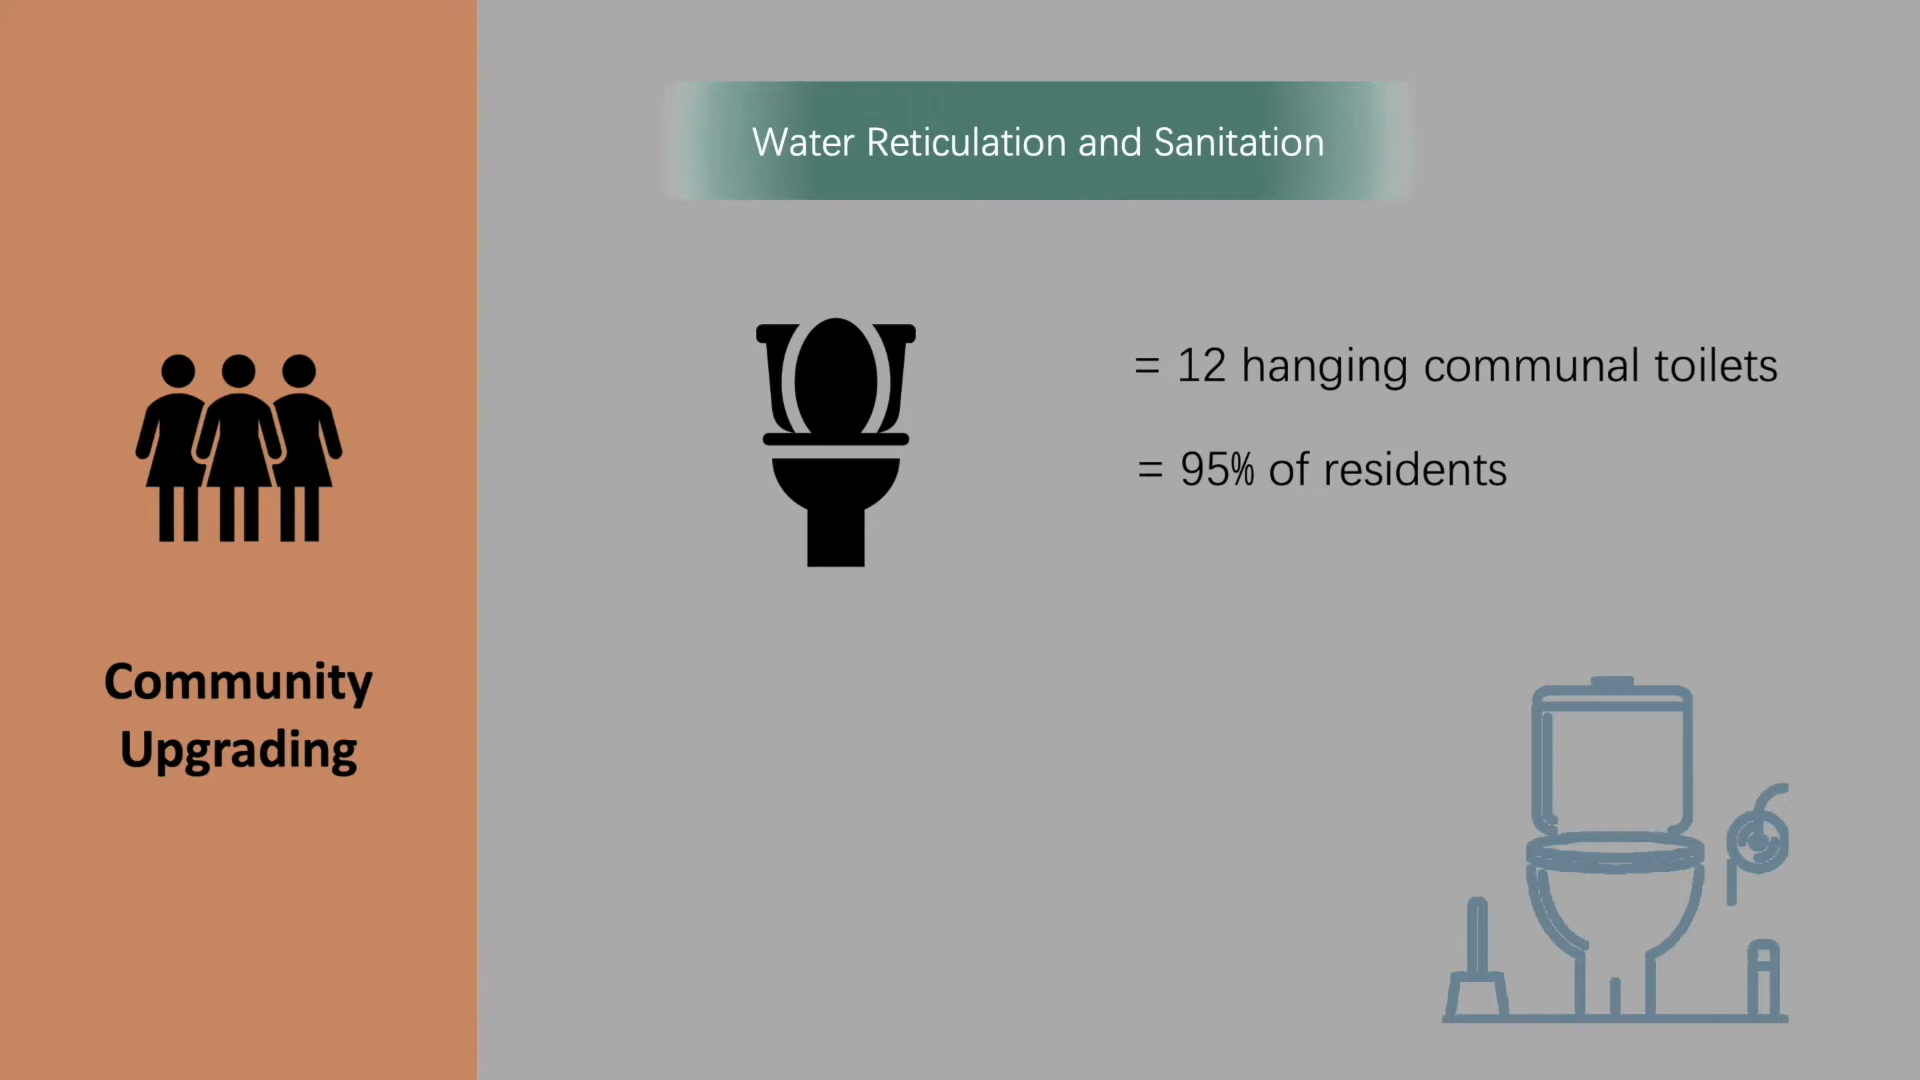 Water Reticulation and Sanitation
= 12 hanging communal toilets
= 95% of residents
Community
Upgrading